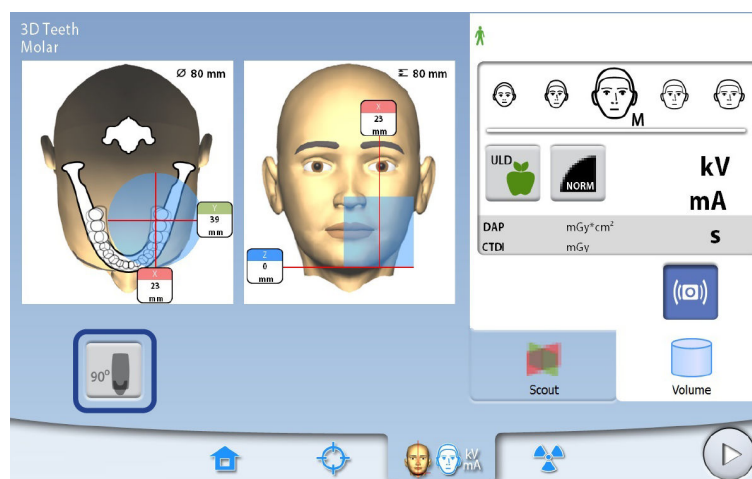 3D Teeth
Molar
Ø 80 mm
80 mm
X
23
mm
Y
39
mm
X
23
mm
Z
0
mm
M
ULD
NORM
kV
mA
DAP mGy*cm²
CTDI mGy
s
90°
Scout
Volume
kV
mA